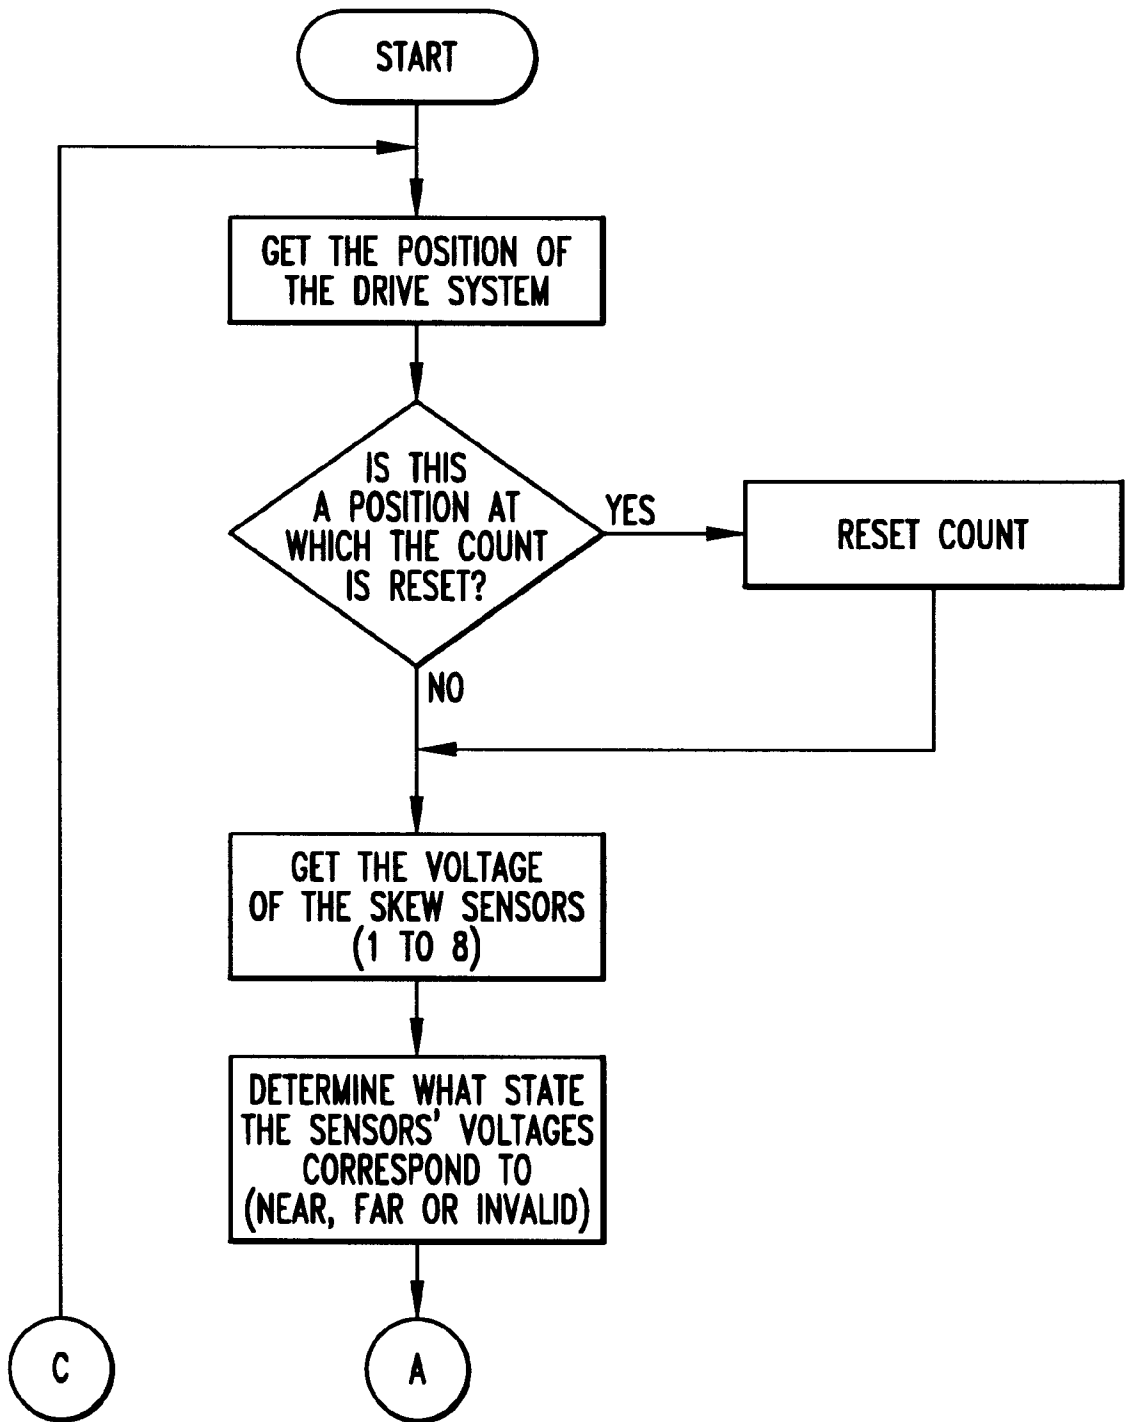 START
GET THE POSITION OF
THE DRIVE SYSTEM
IS THIS
A POSITION AT
WHICH THE COUNT
IS RESET?
YES
RESET COUNT
NO
GET THE VOLTAGE
OF THE SKEW SENSORS
(1 TO 8)
DETERMINE WHAT STATE
THE SENSORS' VOLTAGES
CORRESPOND TO
(NEAR, FAR OR INVALID)
C
A